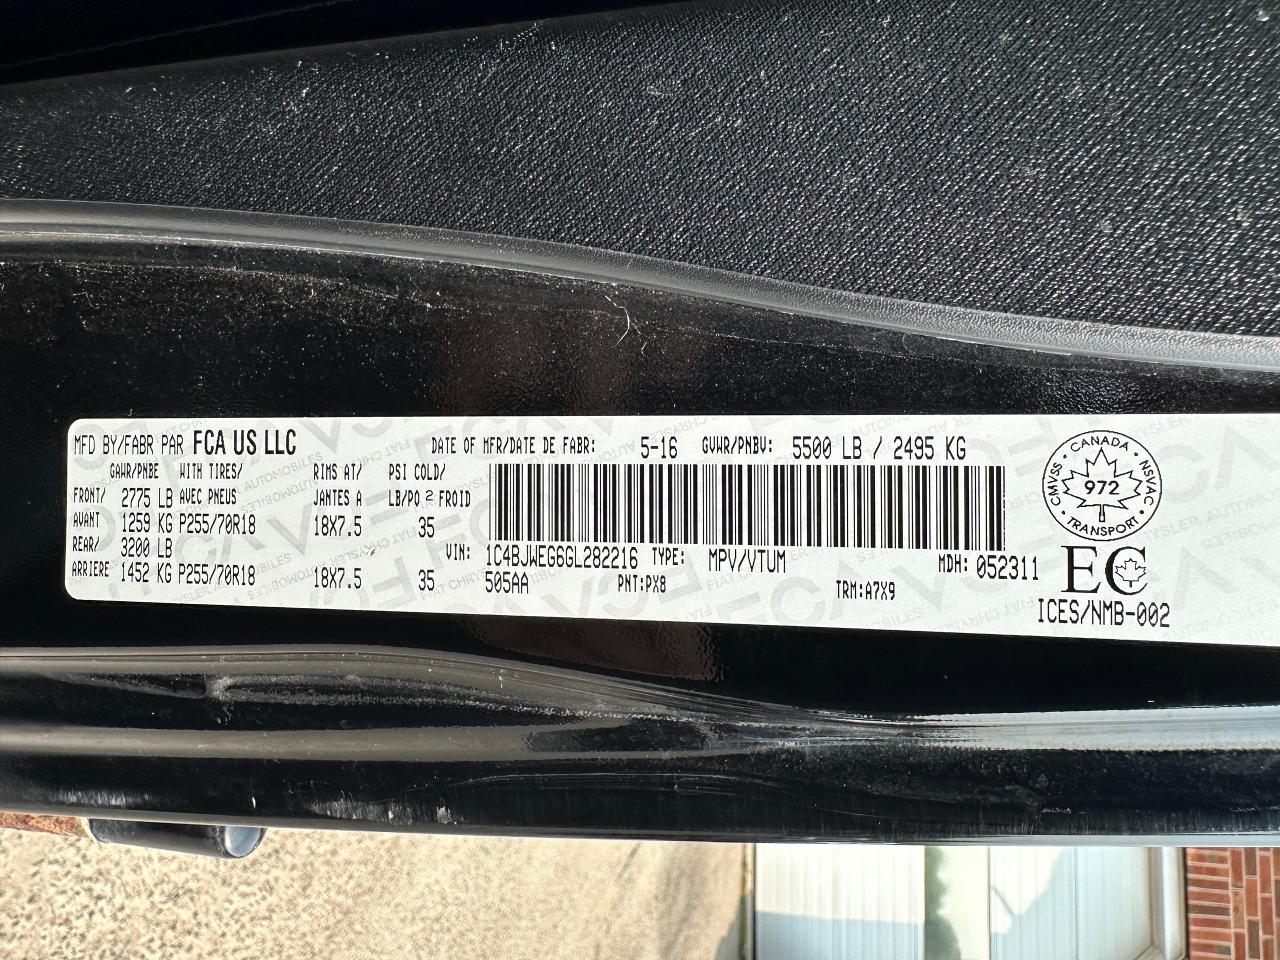 MFD BY/FABR PAR FCA US LLC DATE OF MFR/DATE DE FABR: 5-16 GVWR/PNBV: 5500 LB / 2495 KG
GAWR/PNBE WITH TIRES/ RIMS AT/ PSI COLD/
FRONT/ 2775 LB AVEC PNEUS JANTES A LB/PO2 FROID
AVANT 1259 KG P255/70R18 18X7.5 35
REAR/ 3200 LB
ARRIERE 1452 KG P255/70R18 18X7.5 35
VIN: 1C4BJWEG6GL282216 TYPE: MPV/VTUM MDH: 052311
505AA PNT:PX8 TRM:A7X9
CANADA
CMVSS 972 NSVAC
TRANSPORT
EC
ICES/NMB-002